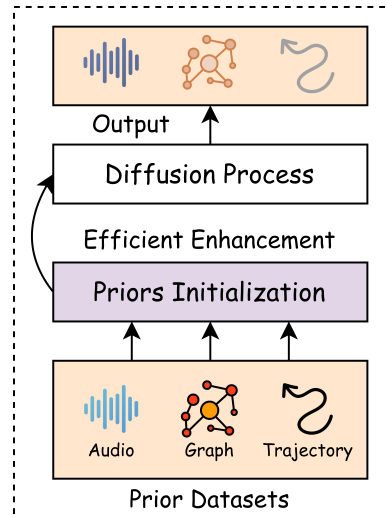 Output
Diffusion Process
Efficient Enhancement
Priors Initialization
Audio Graph Trajectory
Prior Datasets